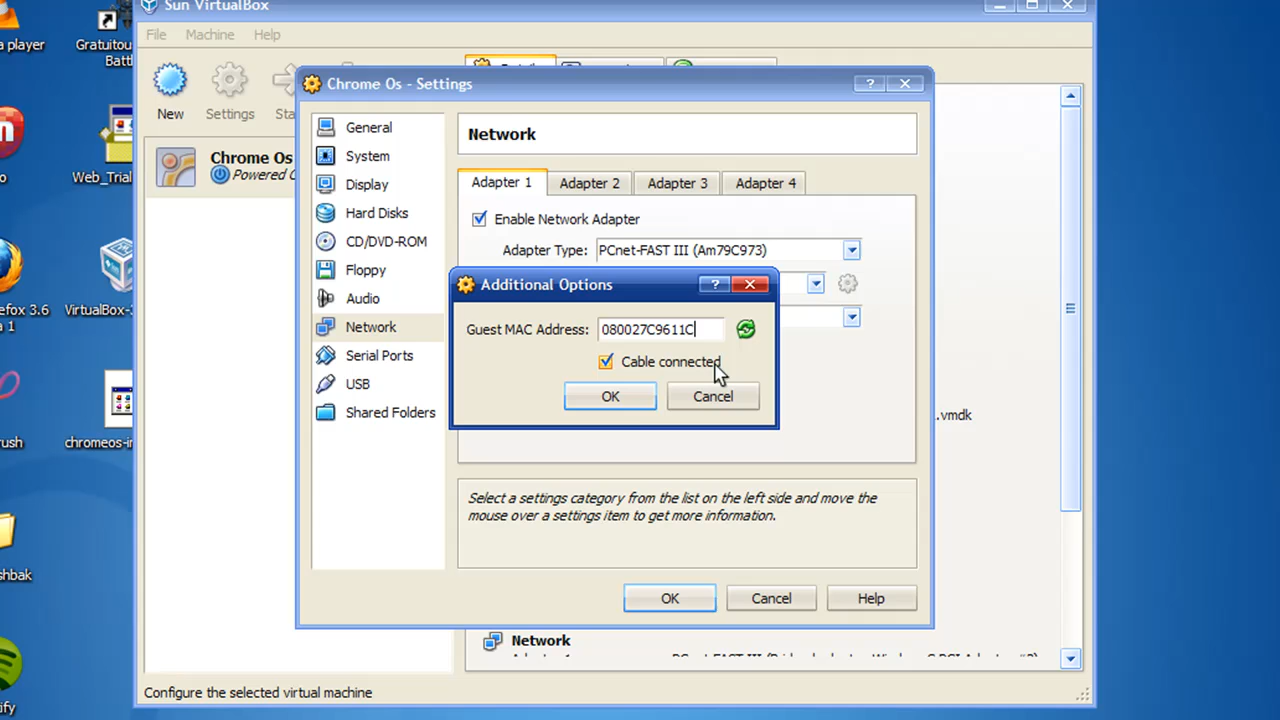 Sun VirtualBox
a player
Gratuitou
Batt
File Machine Help
New
Settings
Sta
Chrome Os
Powered O
Web_Trial
refox 3.6
a 1
VirtualBox-
rush
chromeos-i
shbak
ify
Chrome Os - Settings
General
System
Display
Hard Disks
CD/DVD-ROM
Floppy
Audio
Network
Serial Ports
USB
Shared Folders
Network
Adapter 1 Adapter 2 Adapter 3 Adapter 4
Enable Network Adapter
Adapter Type: PCnet-FAST III (Am79C973)
Additional Options
Guest MAC Address: 080027C9611C
Cable connected
OK Cancel
.vmdk
Select a settings category from the list on the left side and move the
mouse over a settings item to get more information.
OK Cancel Help
Network
Configure the selected virtual machine